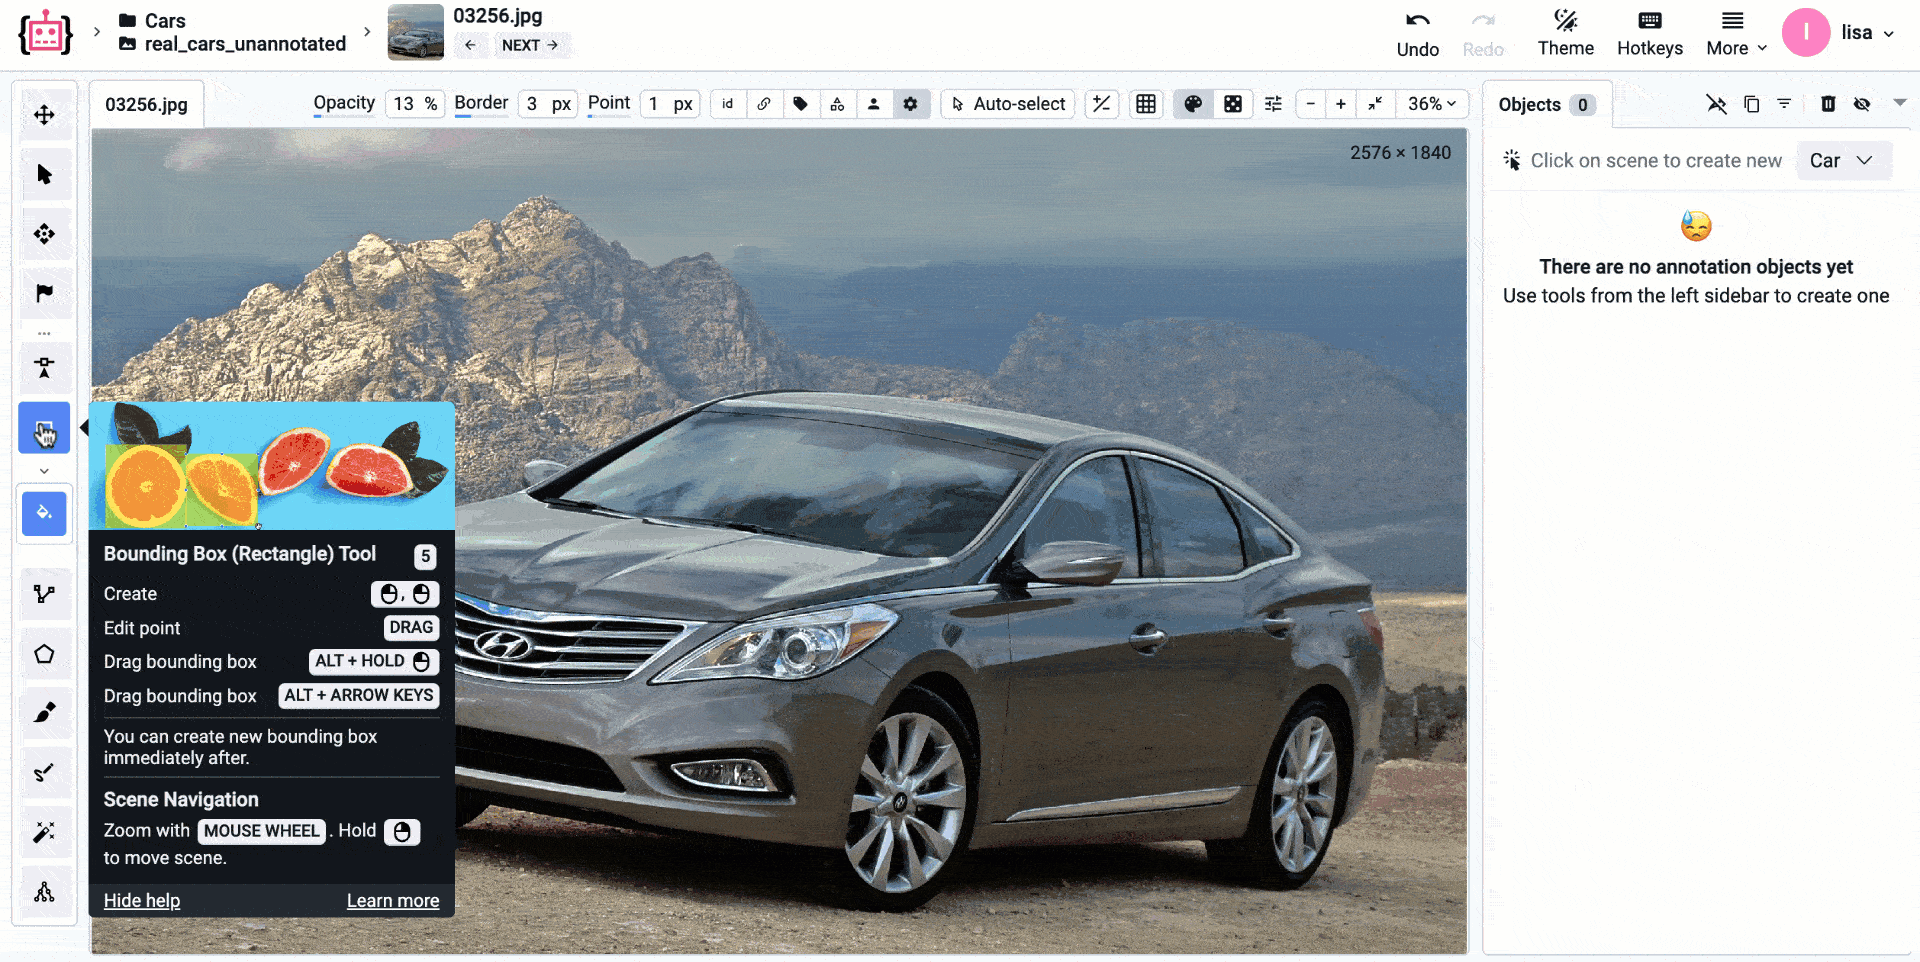 Cars
real_cars_unannotated
03256.jpg
NEXT
Undo
Redo
Theme
Hotkeys
More
l
lisa
03256.jpg
Opacity 13 % Border 3 px Point 1 px id Auto-select 36%
2576 × 1840
Objects 0
Click on scene to create new Car
There are no annotation objects yet
Use tools from the left sidebar to create one
Bounding Box (Rectangle) Tool 5
Create ,
Edit point DRAG
Drag bounding box ALT + HOLD
Drag bounding box ALT + ARROW KEYS
You can create new bounding box
immediately after.
Scene Navigation
Zoom with MOUSE WHEEL . Hold
to move scene.
Hide help Learn more